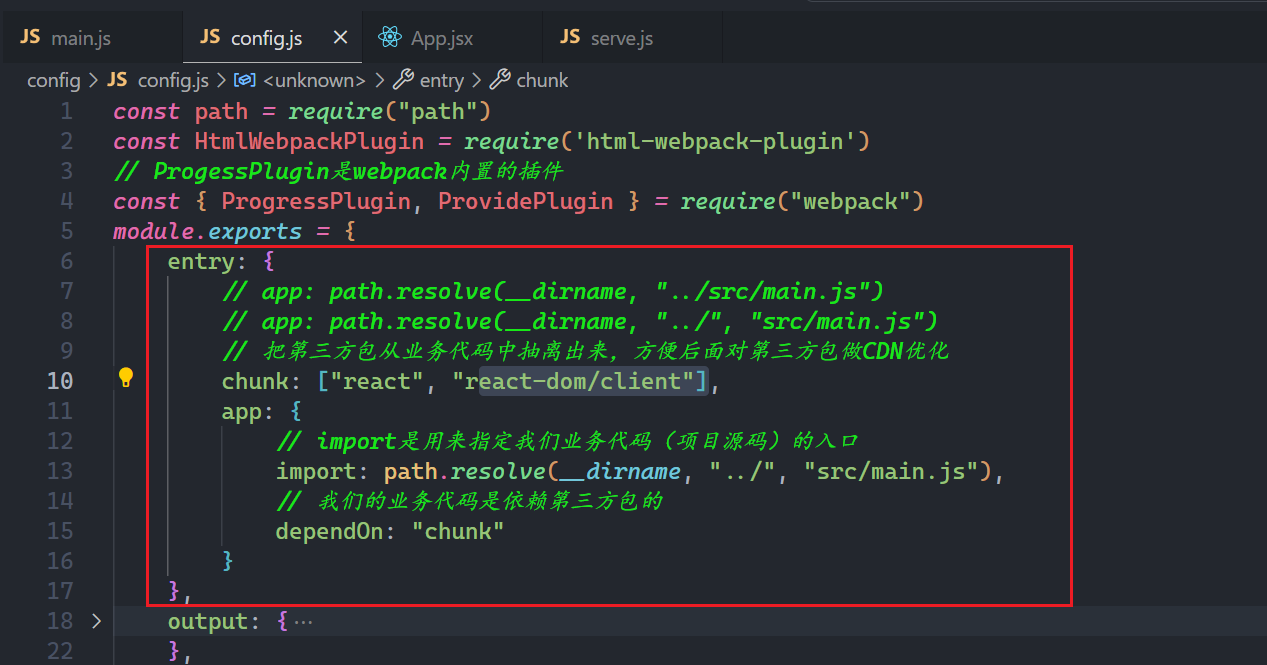 JS main.js JS config.js × App.jsx JS serve.js
config > JS config.js > <unknown> > entry > chunk
1 const path = require("path")
2 const HtmlWebpackPlugin = require('html-webpack-plugin')
3 // ProgessPlugin是webpack内置的插件
4 const { ProgressPlugin, ProvidePlugin } = require("webpack")
5 module.exports = {
6 entry: {
7 // app: path.resolve(__dirname, "../src/main.js")
8 // app: path.resolve(__dirname, "../", "src/main.js")
9 // 把第三方包从业务代码中抽离出来，方便后面对第三方包做CDN优化
10 chunk: ["react", "react-dom/client"],
11 app: {
12 // import是用来指定我们业务代码（项目源码）的入口
13 import: path.resolve(__dirname, "../", "src/main.js"),
14 // 我们的业务代码是依赖第三方包的
15 dependOn: "chunk"
16 }
17 },
18 output: { ...
22 },